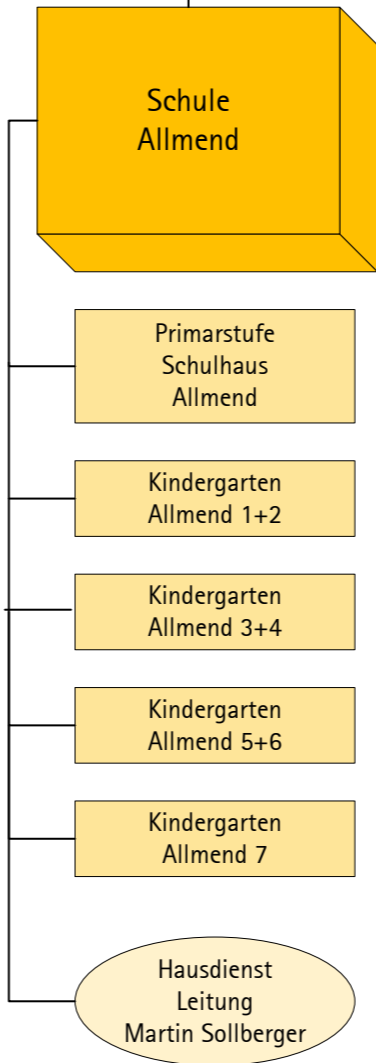 Schule
Allmend
Primarstufe
Schulhaus
Allmend
Kindergarten
Allmend 1+2
Kindergarten
Allmend 3+4
Kindergarten
Allmend 5+6
Kindergarten
Allmend 7
Hausdienst
Leitung
Martin Sollberger